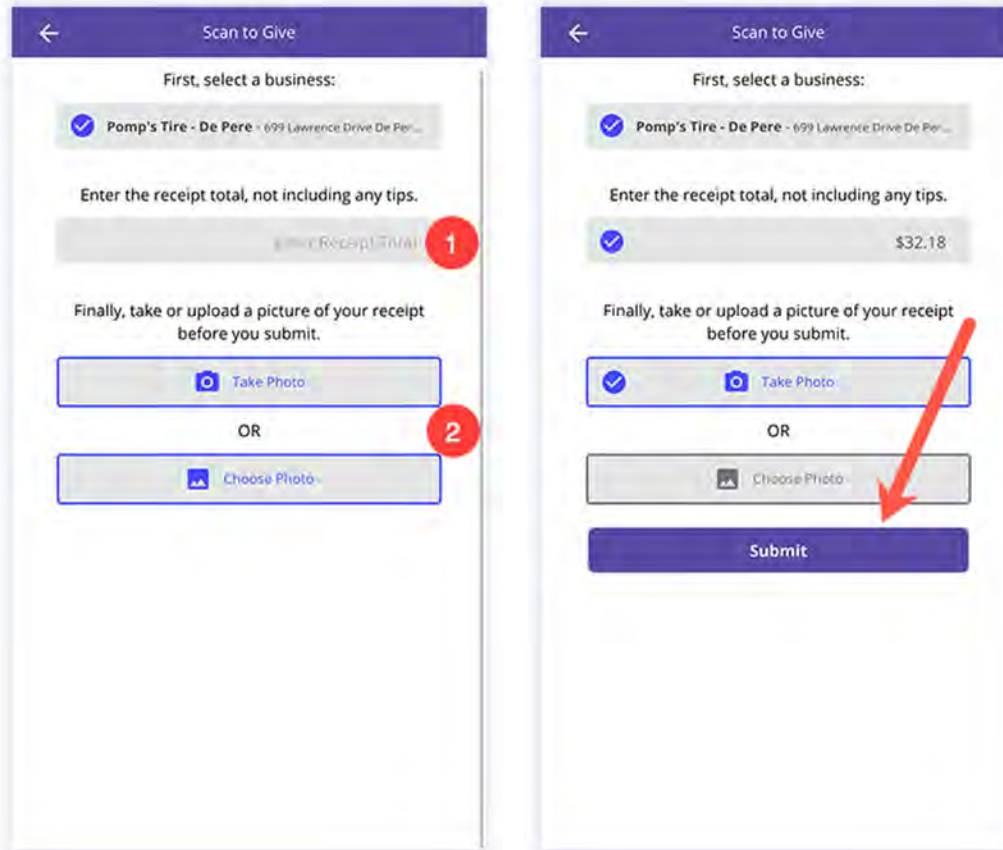 Scan to Give
First, select a business:
Pomp's Tire - De Pere - 699 Lawrence Drive De Per...
Enter the receipt total, not including any tips.
Enter Receipt Total
1
Finally, take or upload a picture of your receipt
before you submit.
Take Photo
OR
2
Choose Photo
Scan to Give
First, select a business:
Pomp's Tire - De Pere - 699 Lawrence Drive De Per...
Enter the receipt total, not including any tips.
$32.18
Finally, take or upload a picture of your receipt
before you submit.
Take Photo
OR
Choose Photo
Submit